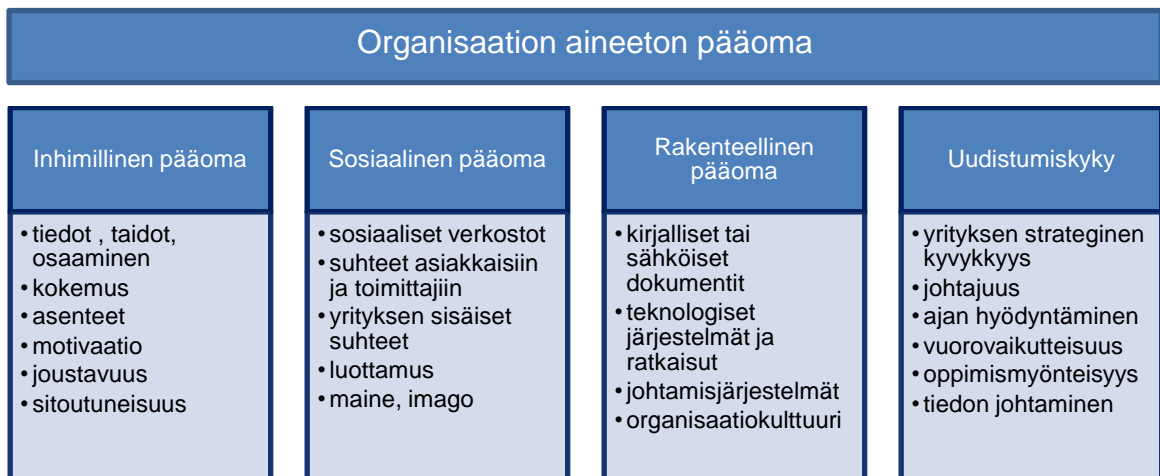 Organisaation aineeton pääoma
Inhimillinen pääoma
• tiedot , taidot,
osaaminen
• kokemus
• asenteet
• motivaatio
• joustavuus
• sitoutuneisuus
Sosiaalinen pääoma
• sosiaaliset verkostot
• suhteet asiakkaisiin
ja toimittajiin
• yrityksen sisäiset
suhteet
• luottamus
• maine, imago
Rakenteellinen
pääoma
• kirjalliset tai
sähköiset
dokumentit
• teknologiset
järjestelmät ja
ratkaisut
• johtamisjärjestelmät
• organisaatiokulttuuri
Uudistumiskyky
• yrityksen strateginen
kyvykkyys
• johtajuus
• ajan hyödyntäminen
• vuorovaikutteisuus
• oppimismyönteisyys
• tiedon johtaminen